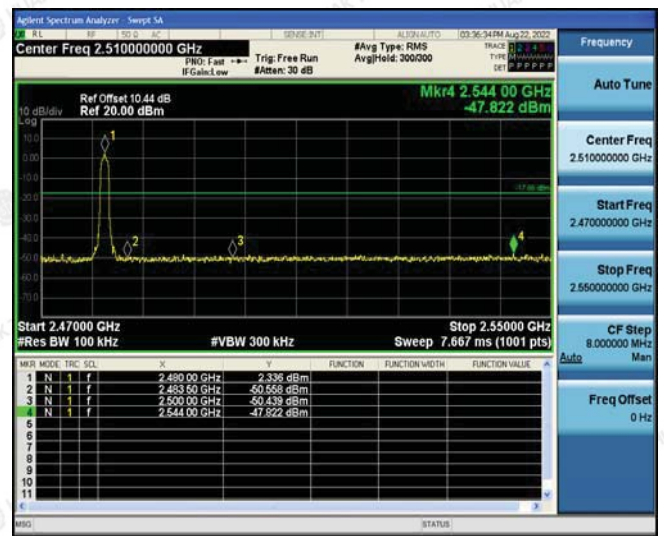 Agilent Spectrum Analyzer - Swept SA
RL RF 50 Ω AC SENSE:INT ALIGNAUTO 03:36:34 PM Aug 22, 2022
Center Freq 2.510000000 GHz
PNO: Fast
IFGain:Low
Trig: Free Run
#Atten: 30 dB
#Avg Type: RMS
Avg|Hold: 300/300
TRACE 1 2 3 4 5 6
TYPE
DET P P P P P P
Frequency
Ref Offset 10.44 dB
10 dB/div Ref 20.00 dBm
Log
Mkr4 2.544 00 GHz
-47.822 dBm
10.0
0.00
-10.0
-20.0
-30.0
-40.0
-50.0
-60.0
-70.0
1
2
3
4
Start 2.47000 GHz
Stop 2.55000 GHz
#Res BW 100 kHz #VBW 300 kHz Sweep 7.667 ms (1001 pts)
MKR MODE TRC SCL X Y FUNCTION FUNCTION WIDTH FUNCTION VALUE
1 N 1 f 2.480 00 GHz 2.336 dBm
2 N 1 f 2.483 50 GHz -50.558 dBm
3 N 1 f 2.500 00 GHz -50.439 dBm
4 N 1 f 2.544 00 GHz -47.822 dBm
5
6
7
8
9
10
11
MSG STATUS
Auto Tune
Center Freq
2.510000000 GHz
Start Freq
2.470000000 GHz
Stop Freq
2.550000000 GHz
CF Step
8.000000 MHz
Auto Man
Freq Offset
0 Hz